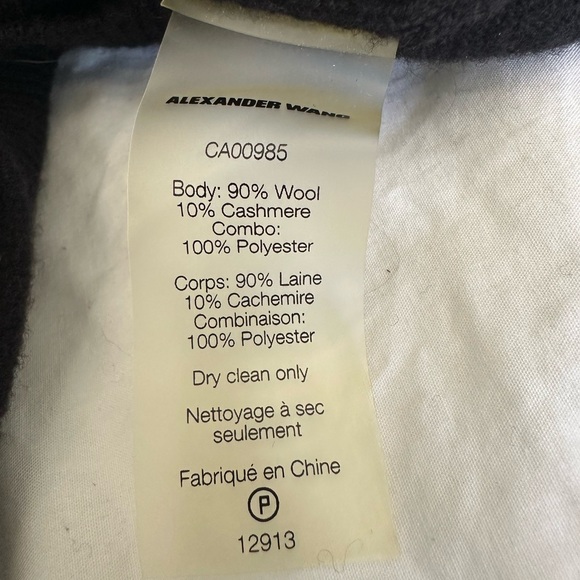 ALEXANDER WANG
CA00985
Body: 90% Wool
10% Cashmere
Combo:
100% Polyester
Corps: 90% Laine
10% Cachemire
Combinaison:
100% Polyester
Dry clean only
Nettoyage à sec
seulement
Fabriqué en Chine
P
12913